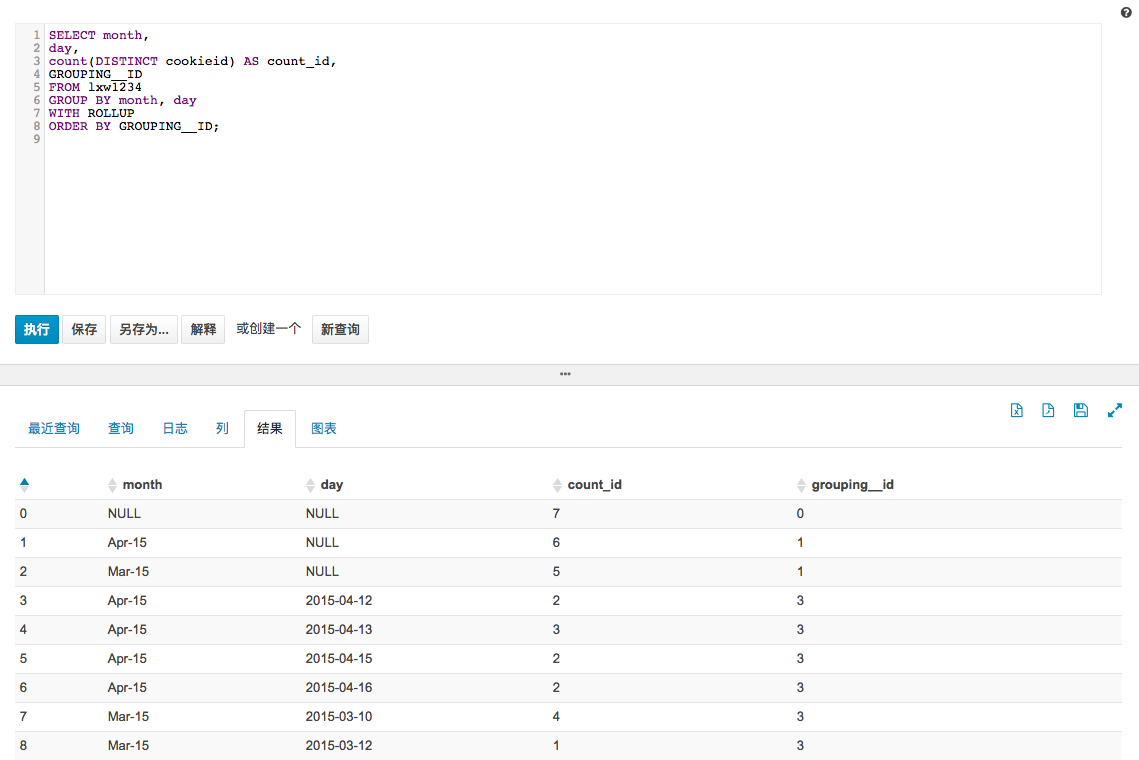 ?
1 SELECT month,
2 day,
3 count(DISTINCT cookieid) AS count_id,
4 GROUPING__ID
5 FROM lxw1234
6 GROUP BY month, day
7 WITH ROLLUP
8 ORDER BY GROUPING__ID;
9
执行 保存 另存为... 解释 或创建一个 新查询
最近查询 查询 日志 列 结果 图表
month day count_id grouping__id
0 NULL NULL 7 0
1 Apr-15 NULL 6 1
2 Mar-15 NULL 5 1
3 Apr-15 2015-04-12 2 3
4 Apr-15 2015-04-13 3 3
5 Apr-15 2015-04-15 2 3
6 Apr-15 2015-04-16 2 3
7 Mar-15 2015-03-10 4 3
8 Mar-15 2015-03-12 1 3